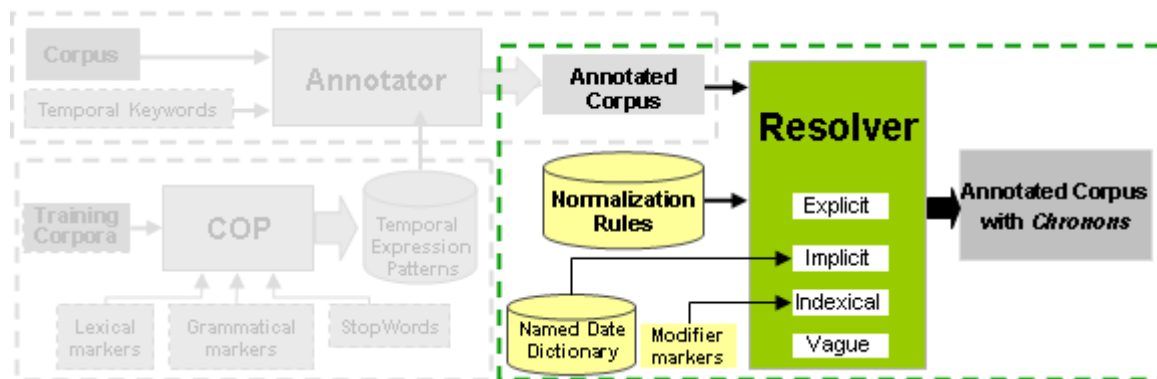 Corpus
Temporal Keywords
Annotator
Annotated
Corpus
Training
Corpora
COP
Temporal
Expression
Patterns
Lexical
markers
Grammatical
markers
StopWords
Normalization
Rules
Named Date
Dictionary
Modifier
markers
Resolver
Explicit
Implicit
Indexical
Vague
Annotated Corpus
with Chronons